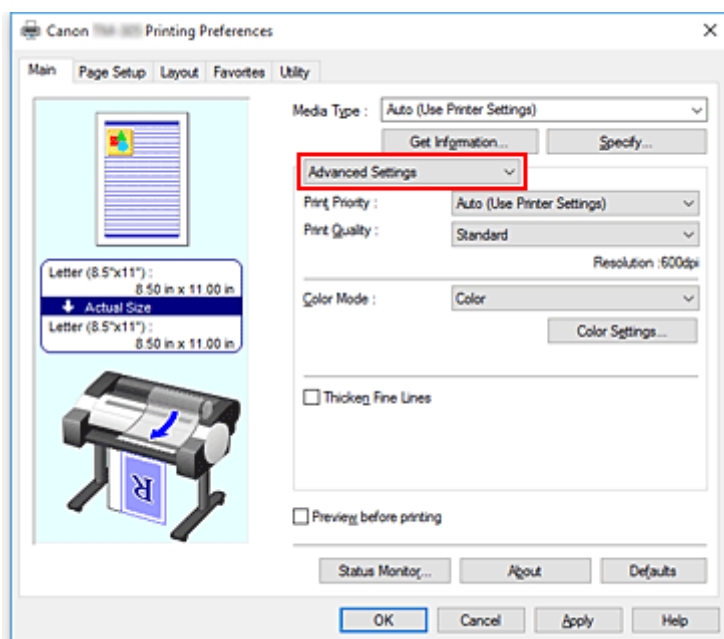 Canon Printing Preferences
Main Page Setup Layout Favorites Utility
Media Type : Auto (Use Printer Settings)
Get Information... Specify...
Advanced Settings
Print Priority : Auto (Use Printer Settings)
Print Quality : Standard
Resolution :600dpi
Letter (8.5"x11") :
8.50 in x 11.00 in
Actual Size
Letter (8.5"x11") :
8.50 in x 11.00 in
Color Mode : Color
Color Settings...
Thicken Fine Lines
R
Preview before printing
Status Monitor... About Defaults
OK Cancel Apply Help